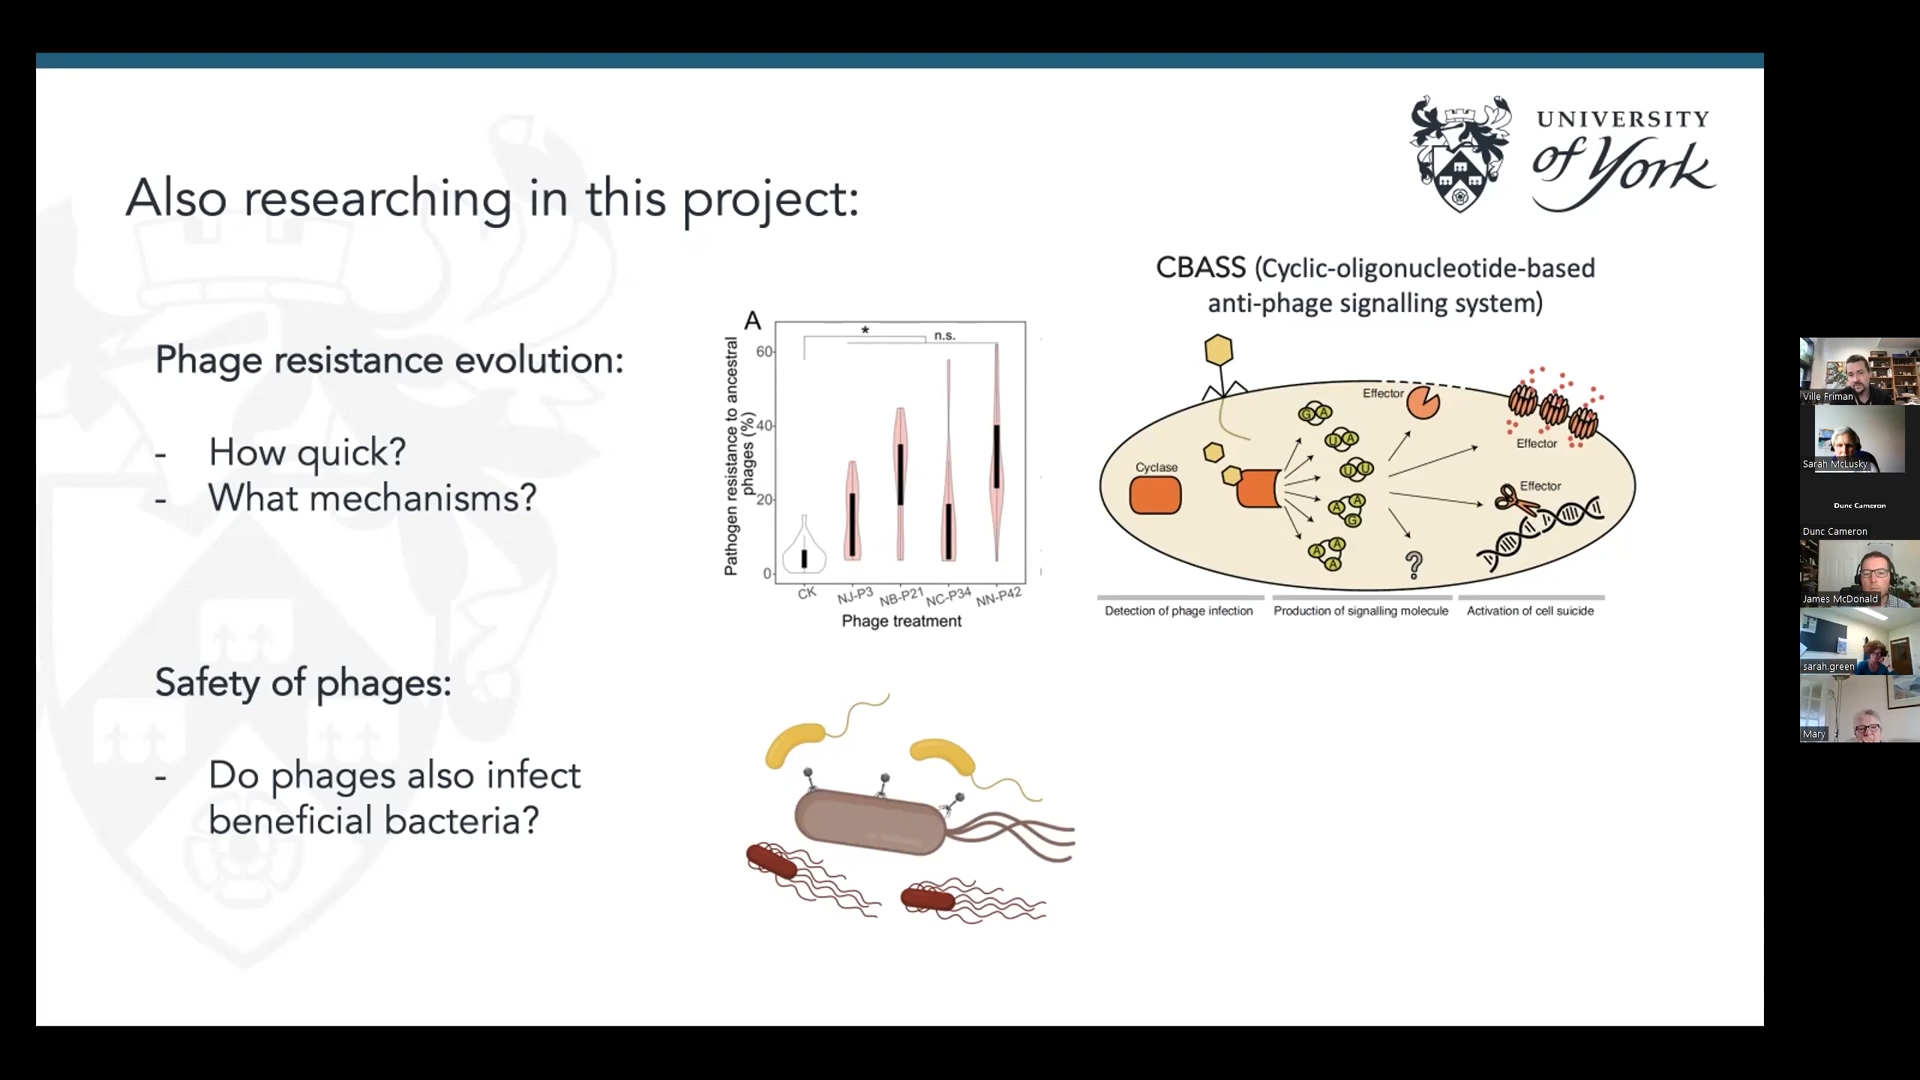 UNIVERSITY
of York
Also researching in this project:
Phage resistance evolution:
- How quick?
- What mechanisms?
Safety of phages:
- Do phages also infect
beneficial bacteria?
A
Pathogen resistance to ancestral
phages (%)
60
40
20
0
*
n.s.
CK
NJ-P3
NB-P21
NC-P34
NN-P42
Phage treatment
CBASS (Cyclic-oligonucleotide-based
anti-phage signalling system)
Cyclase
G A
U A
U U
A A G
A A A
Effector
Effector
Effector
?
Detection of phage infection
Production of signalling molecule
Activation of cell suicide
Ville Friman
Sarah McLusky
Dunc Cameron
Dunc Cameron
James McDonald
sarah.green
Mary